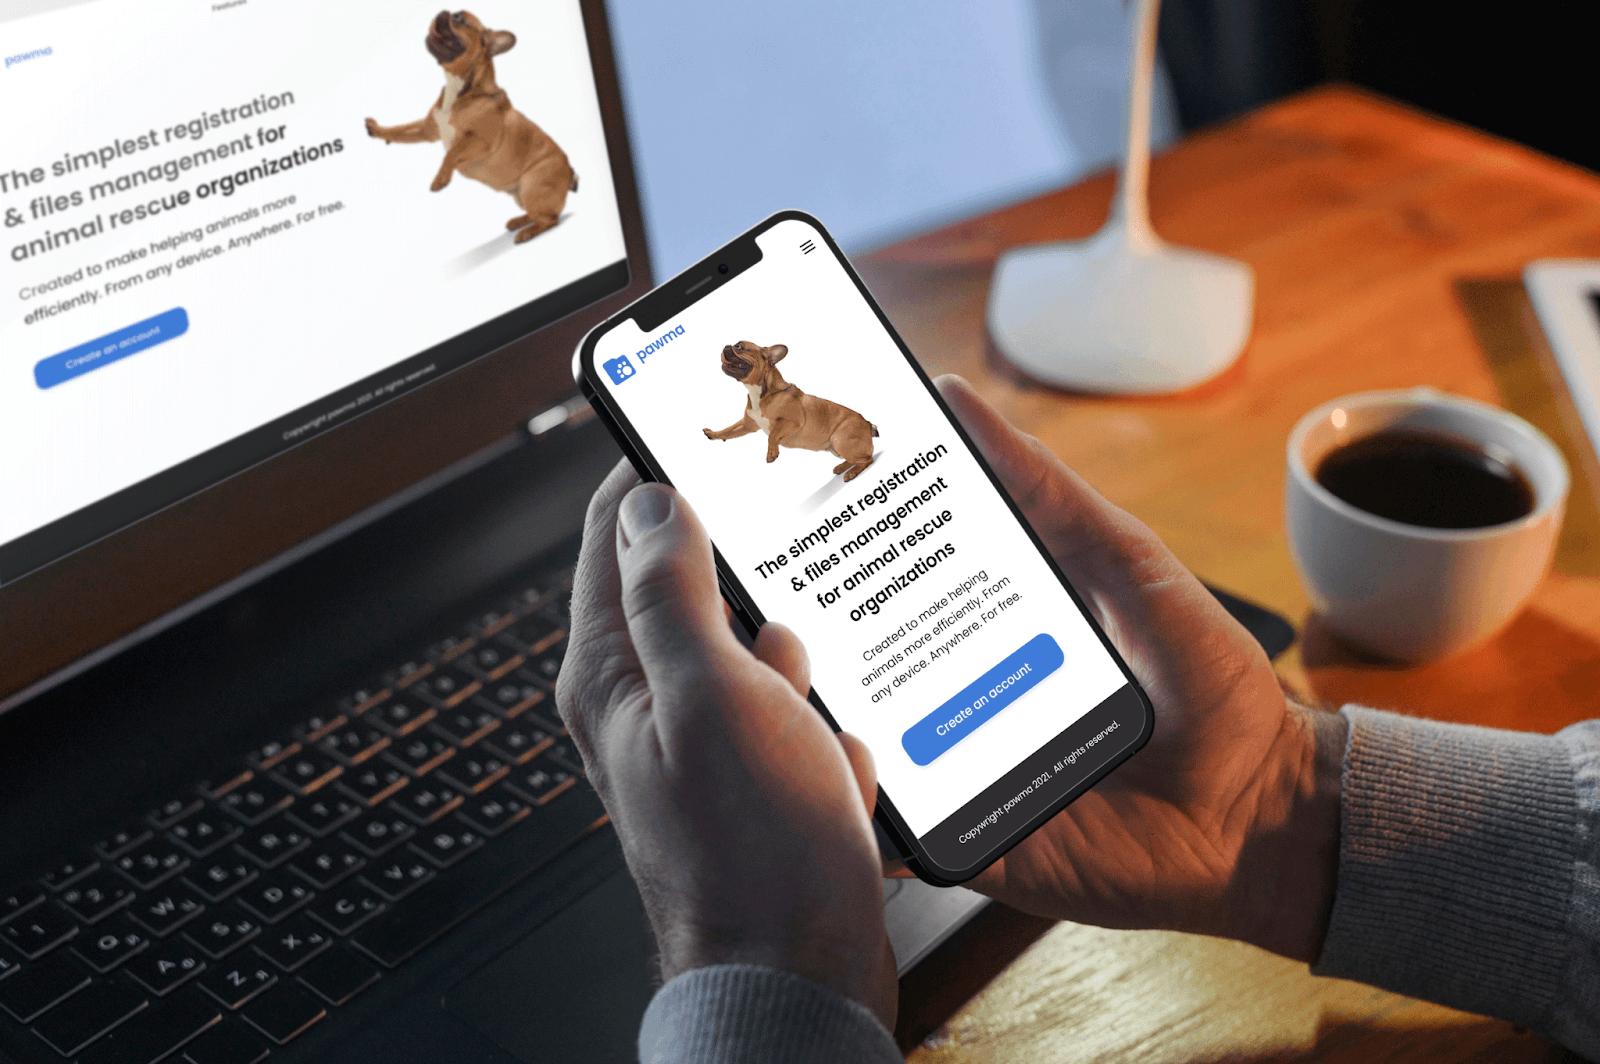 Features
pawma
The simplest registration
& files management for
animal rescue organizations
Created to make helping animals more
efficiently. From any device. Anywhere. For free.
Create an account
Copywright pawma 2021. All rights reserved.
pawma
The simplest registration
& files management
for animal rescue
organizations
Created to make helping
animals more efficiently. From
any device. Anywhere. For free.
Create an account
Copywright pawma 2021. All rights reserved.